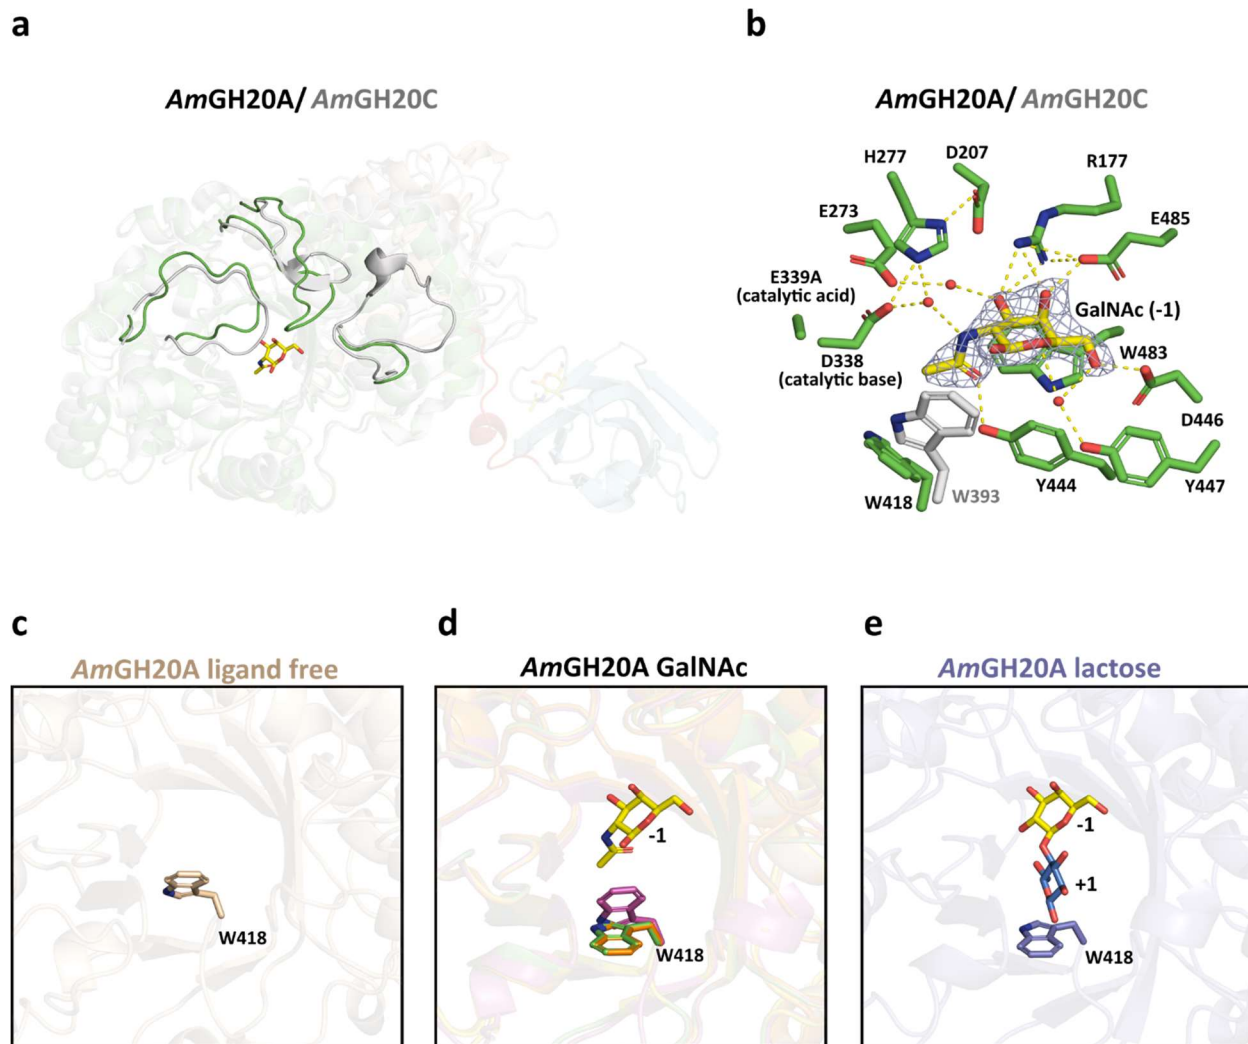 a
AmGH20A/ AmGH20C
b
AmGH20A/ AmGH20C
H277
D207
R177
E273
E485
E339A
(catalytic acid)
GalNAc (-1)
D338
(catalytic base)
W483
D446
W418
W393
Y444
Y447
c
AmGH20A ligand free
W418
d
AmGH20A GalNAc
-1
W418
e
AmGH20A lactose
-1
+1
W418